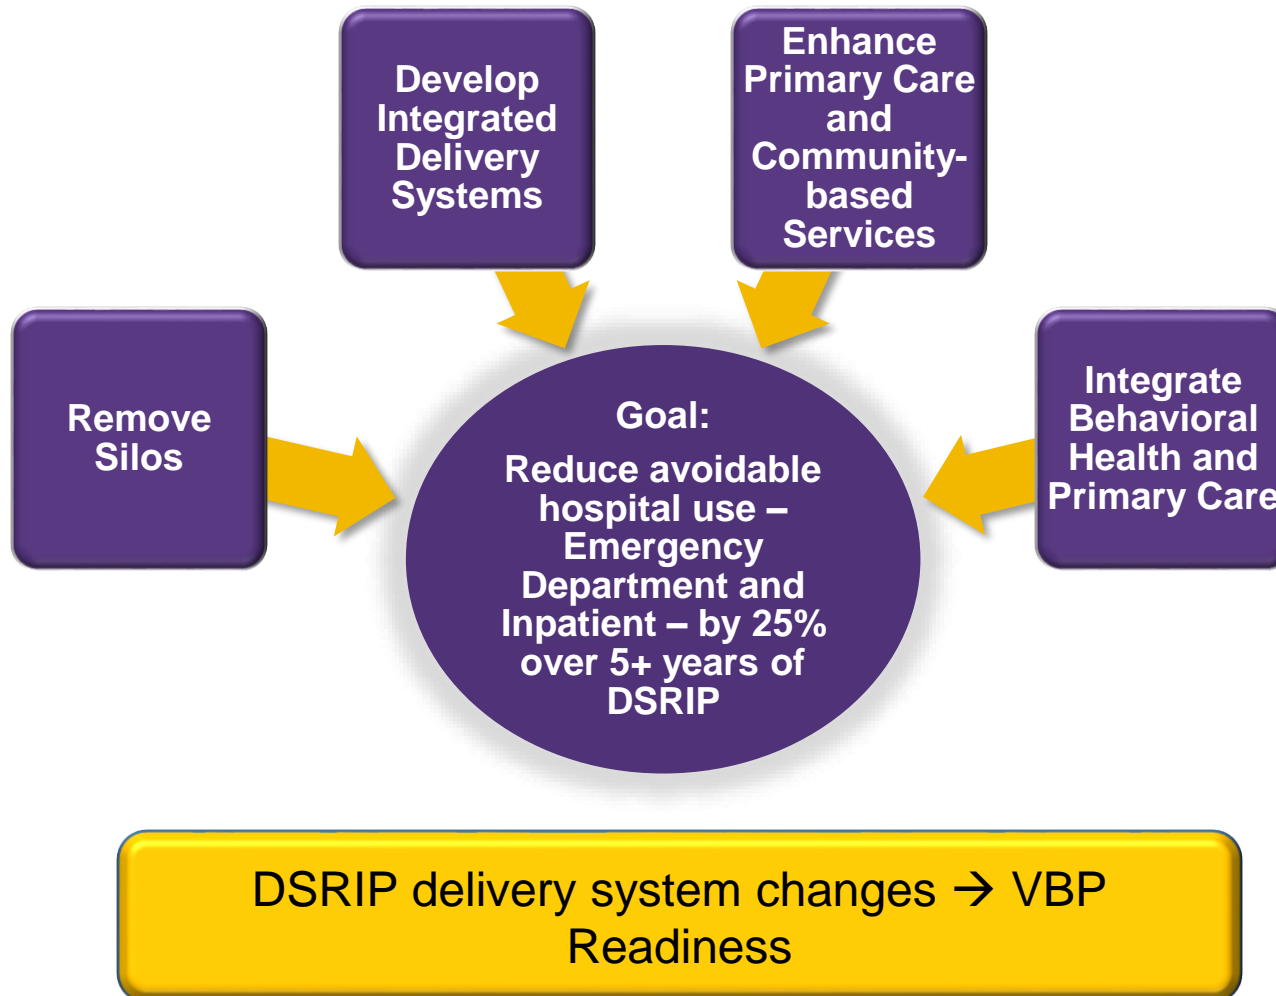 Develop
Integrated
Delivery
Systems
Enhance
Primary Care
and
Community-
based
Services
Remove
Silos
Integrate
Behavioral
Health and
Primary Care
Goal:
Reduce avoidable
hospital use –
Emergency
Department and
Inpatient – by 25%
over 5+ years of
DSRIP
DSRIP delivery system changes → VBP
Readiness